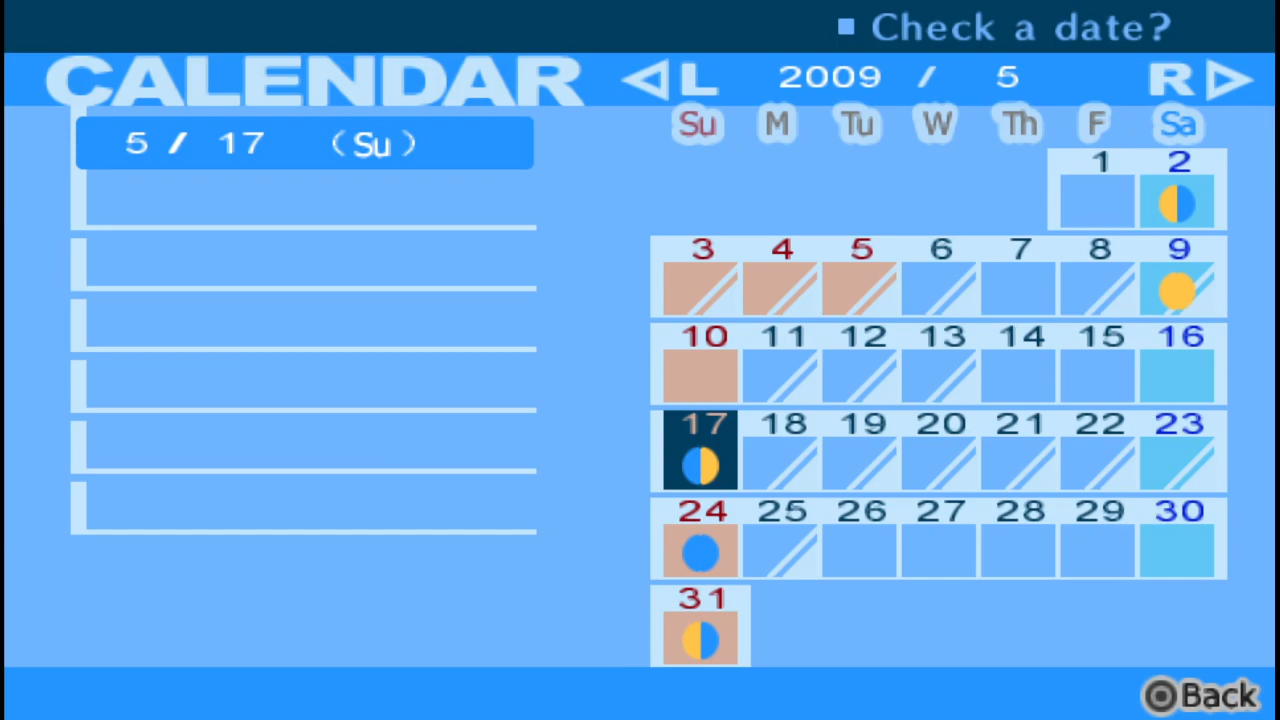 Check a date?
CALENDAR L 2009 / 5 R
Su M Tu W Th F Sa
5 / 17 (Su)
1 2
3 4 5 6 7 8 9
10 11 12 13 14 15 16
17 18 19 20 21 22 23
24 25 26 27 28 29 30
31
Back